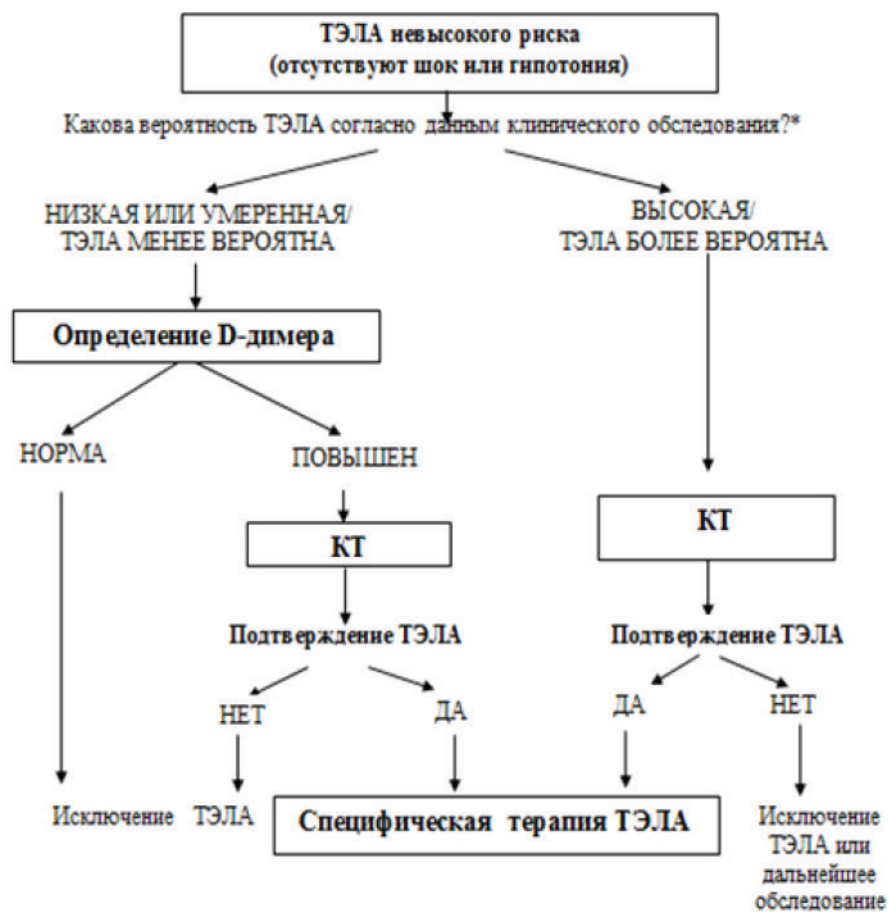 ТЭЛА невысокого риска
(отсутствуют шок или гипотония)
Какова вероятность ТЭЛА согласно данным клинического обследования?*
НИЗКАЯ ИЛИ УМЕРЕННАЯ/
ТЭЛА МЕНЕЕ ВЕРОЯТНА
ВЫСОКАЯ/
ТЭЛА БОЛЕЕ ВЕРОЯТНА
Определение D-димера
НОРМА
ПОВЫШЕН
КТ
КТ
Подтверждение ТЭЛА
Подтверждение ТЭЛА
НЕТ
ДА
ДА
НЕТ
Исключение ТЭЛА
Специфическая терапия ТЭЛА
Исключение
ТЭЛА или
дальнейшее
обследование